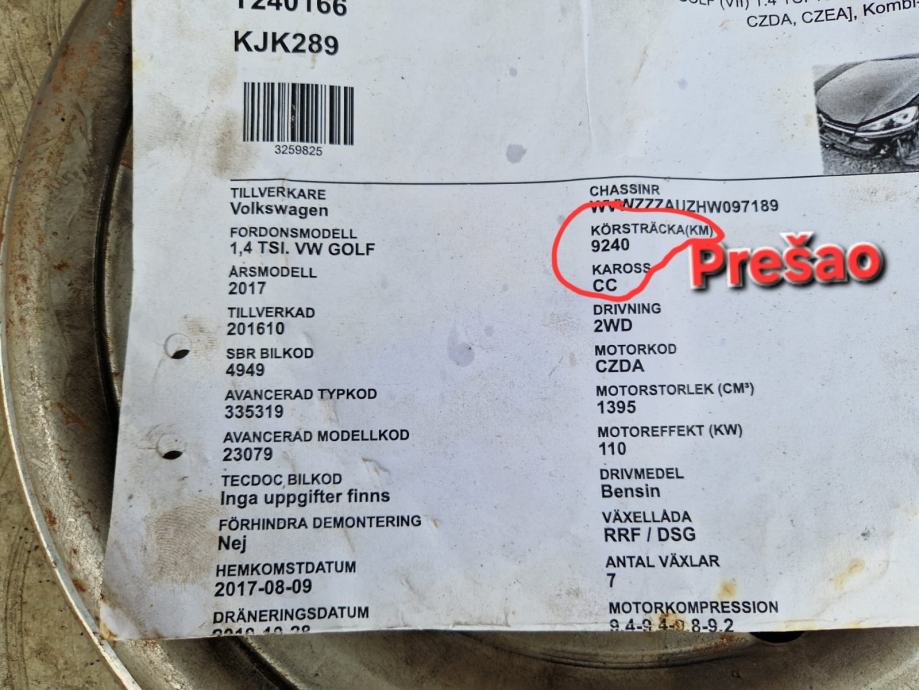 T240166
KJK289
CZDA, CZEA], Kombi-
3259825
TILLVERKARE
Volkswagen
FORDONSMODELL
1,4 TSI. VW GOLF
ÅRSMODELL
2017
TILLVERKAD
201610
SBR BILKOD
4949
AVANCERAD TYPKOD
335319
AVANCERAD MODELLKOD
23079
TECDOC BILKOD
Inga uppgifter finns
FÖRHINDRA DEMONTERING
Nej
HEMKOMSTDATUM
2017-08-09
DRÄNERINGSDATUM
CHASSINR
WVWZZZAUZHW097189
KÖRSTRÄCKA(KM)
9240
Prešao
KAROSS
CC
DRIVNING
2WD
MOTORKOD
CZDA
MOTORSTORLEK (CM³)
1395
MOTOREFFEKT (KW)
110
DRIVMEDEL
Bensin
VÄXELLÅDA
RRF / DSG
ANTAL VÄXLAR
7
MOTORKOMPRESSION